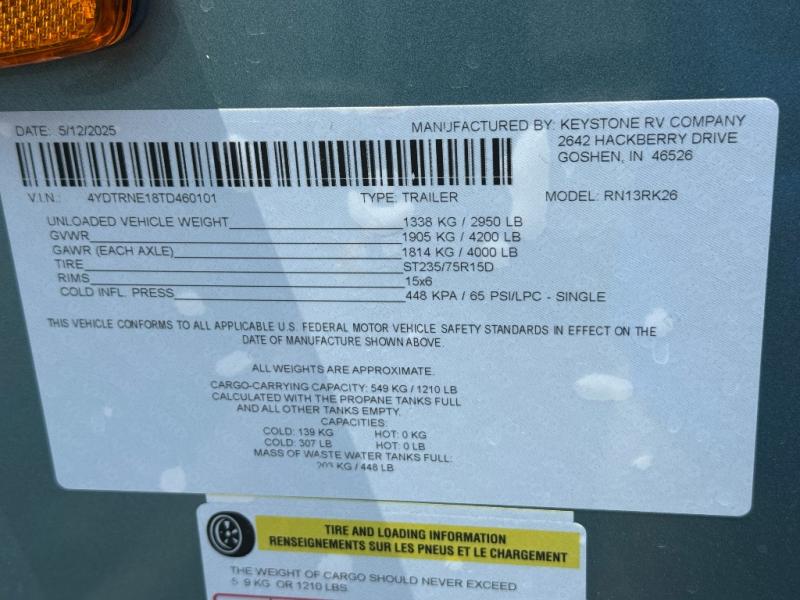 DATE: 5/12/2025
MANUFACTURED BY: KEYSTONE RV COMPANY
2642 HACKBERRY DRIVE
GOSHEN, IN 46526
V.I.N.: 4YDTRNE18TD460101 TYPE: TRAILER MODEL: RN13RK26
UNLOADED VEHICLE WEIGHT 1338 KG / 2950 LB
GVWR 1905 KG / 4200 LB
GAWR (EACH AXLE) 1814 KG / 4000 LB
TIRE ST235/75R15D
RIMS 15x6
COLD INFL. PRESS 448 KPA / 65 PSI/LPC - SINGLE
THIS VEHICLE CONFORMS TO ALL APPLICABLE U.S. FEDERAL MOTOR VEHICLE SAFETY STANDARDS IN EFFECT ON THE
DATE OF MANUFACTURE SHOWN ABOVE.
ALL WEIGHTS ARE APPROXIMATE.
CARGO-CARRYING CAPACITY: 549 KG / 1210 LB
CALCULATED WITH THE PROPANE TANKS FULL
AND ALL OTHER TANKS EMPTY.
CAPACITIES:
COLD: 139 KG HOT: 0 KG
COLD: 307 LB HOT: 0 LB
MASS OF WASTE WATER TANKS FULL:
203 KG / 448 LB
TIRE AND LOADING INFORMATION
RENSEIGNEMENTS SUR LES PNEUS ET LE CHARGEMENT
THE WEIGHT OF CARGO SHOULD NEVER EXCEED
KG OR 1210 LBS